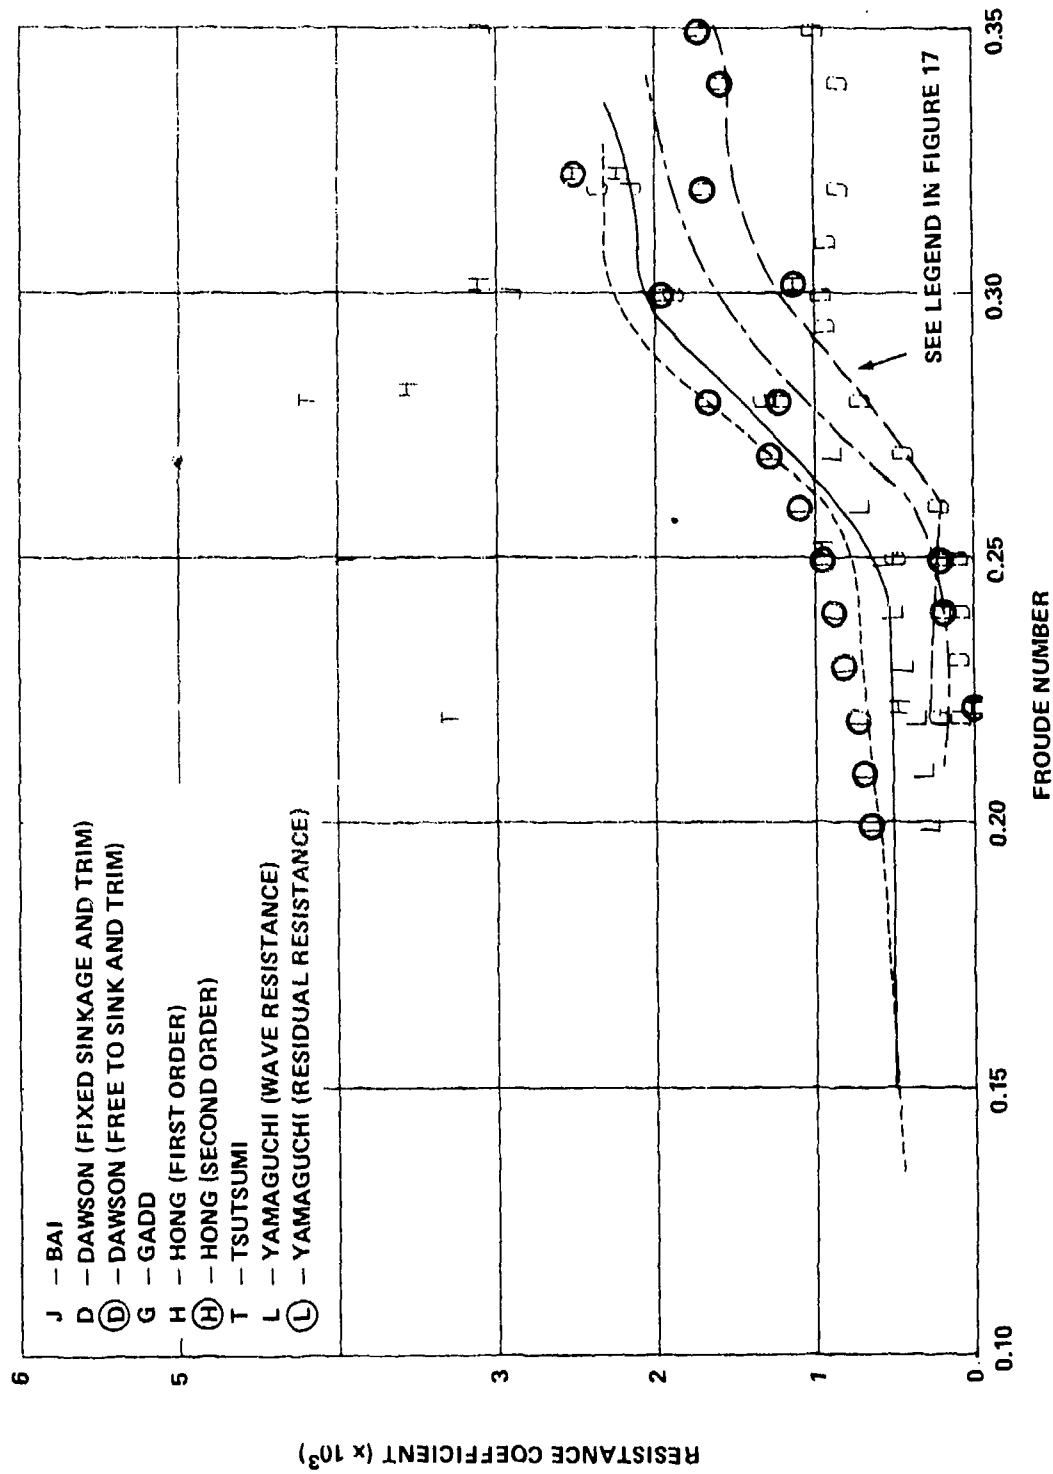 J – BAI
D – DAWSON (FIXED SINKAGE AND TRIM)
D – DAWSON (FREE TO SINK AND TRIM)
G – GADD
H – HONG (FIRST ORDER)
H – HONG (SECOND ORDER)
T – TSUTSUMI
L – YAMAGUCHI (WAVE RESISTANCE)
L – YAMAGUCHI (RESIDUAL RESISTANCE)
SEE LEGEND IN FIGURE 17
RESISTANCE COEFFICIENT (x 10³)
6
5
3
2
1
0.
0.10
0.15
0.20
0.25
0.30
0.35
FROUDE NUMBER